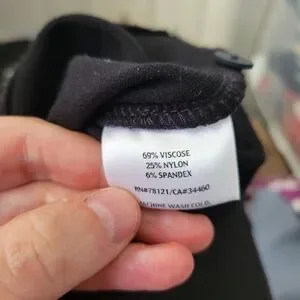 69% VISCOSE
25% NYLON
6% SPANDEX
RN#78121/CA#34460
MACHINE WASH COLD,